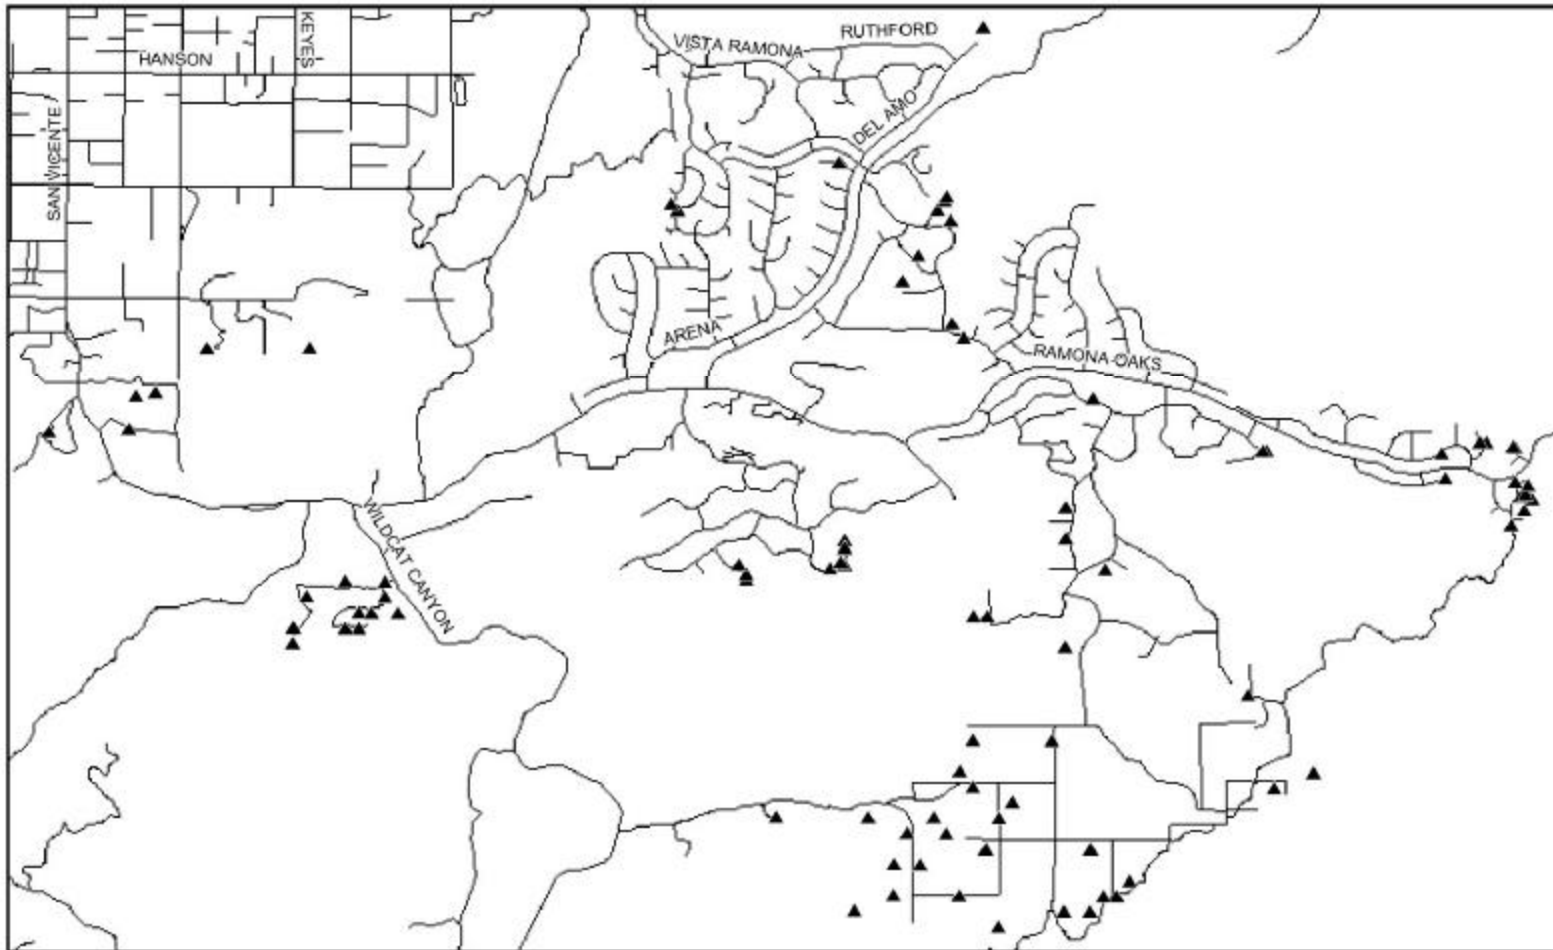 RUTHFORD
KEYES
VISTA RAMONA
HANSON
DEL AMO
SAN VICENTE
ARENA
RAMONA OAKS
WILDCAT CANYON